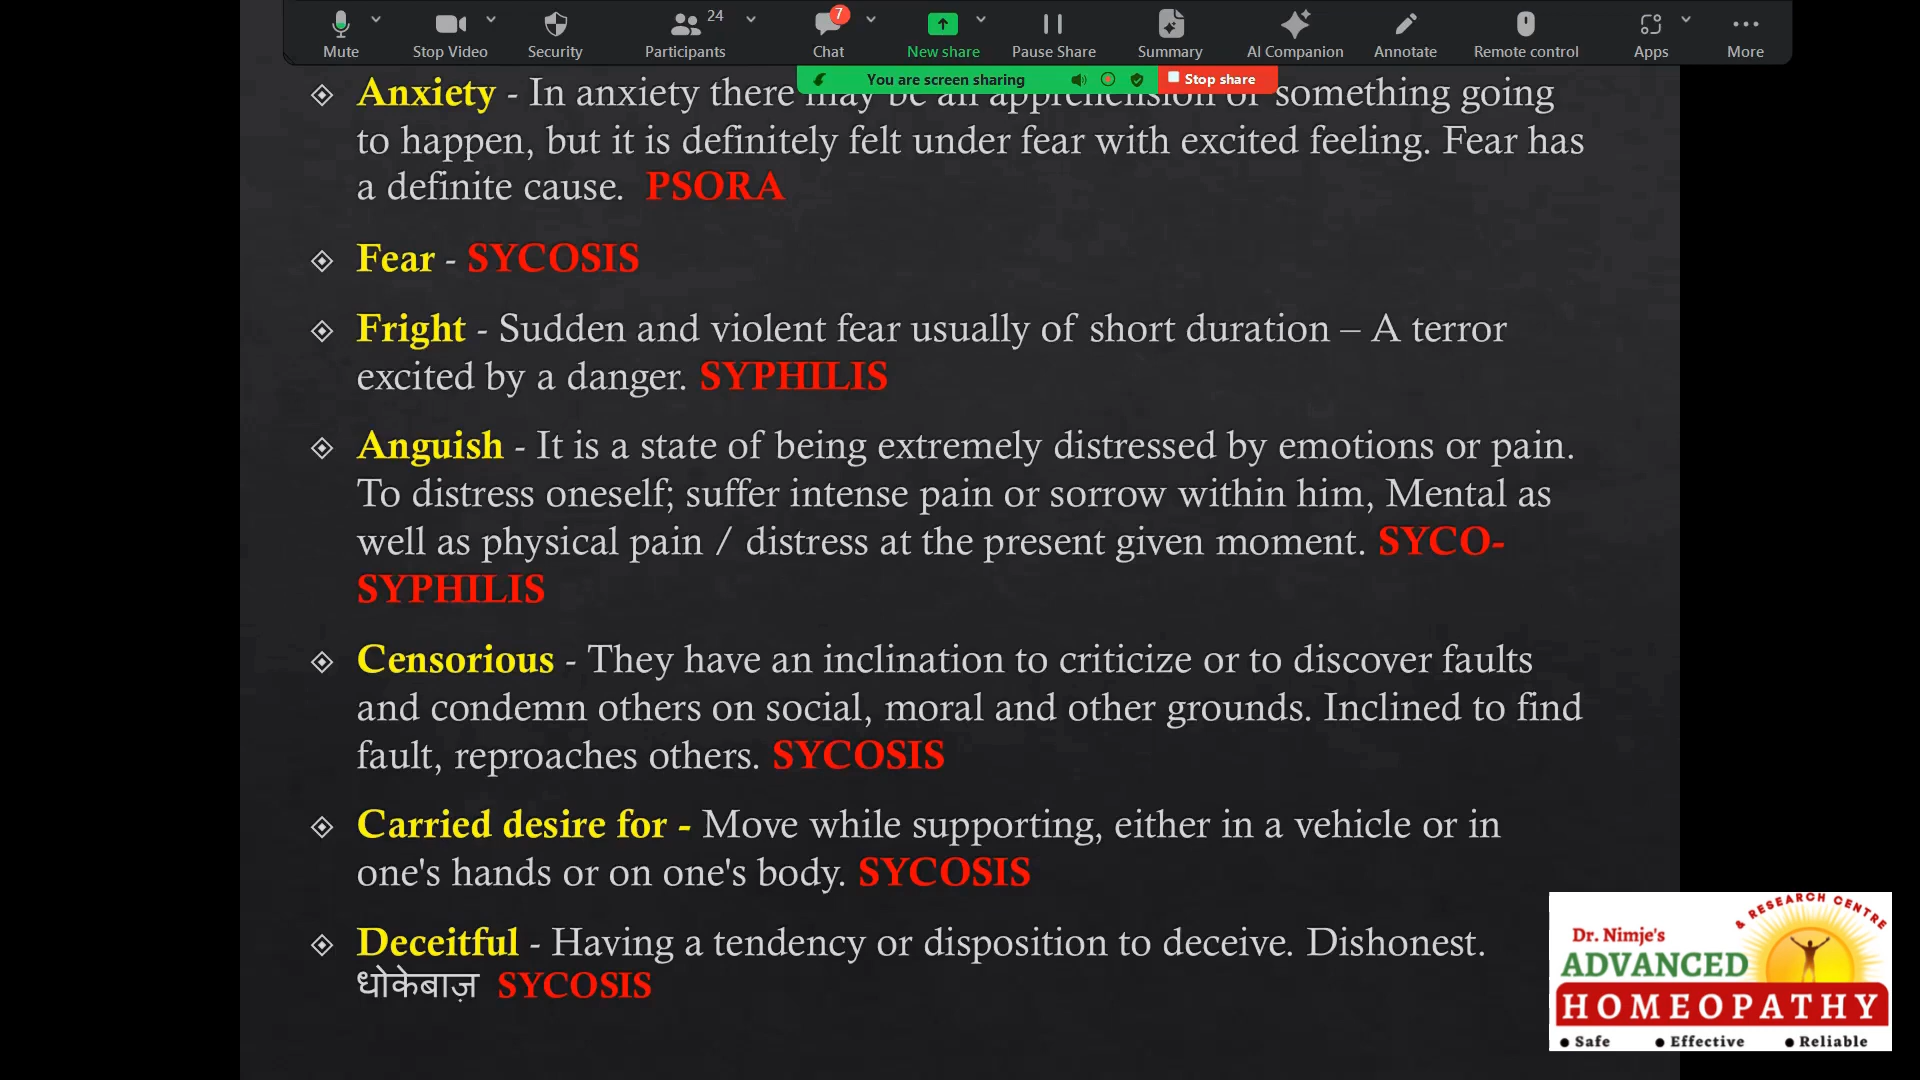 Mute
Stop Video
Security
Participants
24
Chat
7
New share
Pause Share
Summary
AI Companion
Annotate
Remote control
Apps
More
You are screen sharing
Stop share
Anxiety - In anxiety there may be an apprehension of something going
to happen, but it is definitely felt under fear with excited feeling. Fear has
a definite cause. PSORA
Fear - SYCOSIS
Fright - Sudden and violent fear usually of short duration – A terror
excited by a danger. SYPHILIS
Anguish - It is a state of being extremely distressed by emotions or pain.
To distress oneself; suffer intense pain or sorrow within him, Mental as
well as physical pain / distress at the present given moment. SYCO-
SYPHILIS
Censorious - They have an inclination to criticize or to discover faults
and condemn others on social, moral and other grounds. Inclined to find
fault, reproaches others. SYCOSIS
Carried desire for - Move while supporting, either in a vehicle or in
one's hands or on one's body. SYCOSIS
Deceitful - Having a tendency or disposition to deceive. Dishonest.
धोकेबाज़ SYCOSIS
& RESEARCH CENTRE
Dr. Nimje's
ADVANCED
HOMEOPATHY
● Safe ● Effective ● Reliable